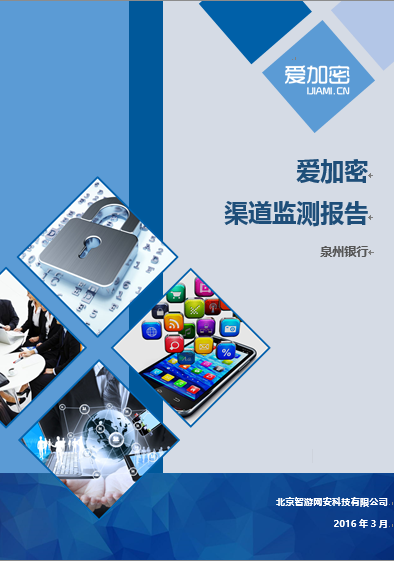 爱加密
IJIAMI.CN
爱加密
渠道监测报告
泉州银行
北京智游网安科技有限公司
2016 年 3 月